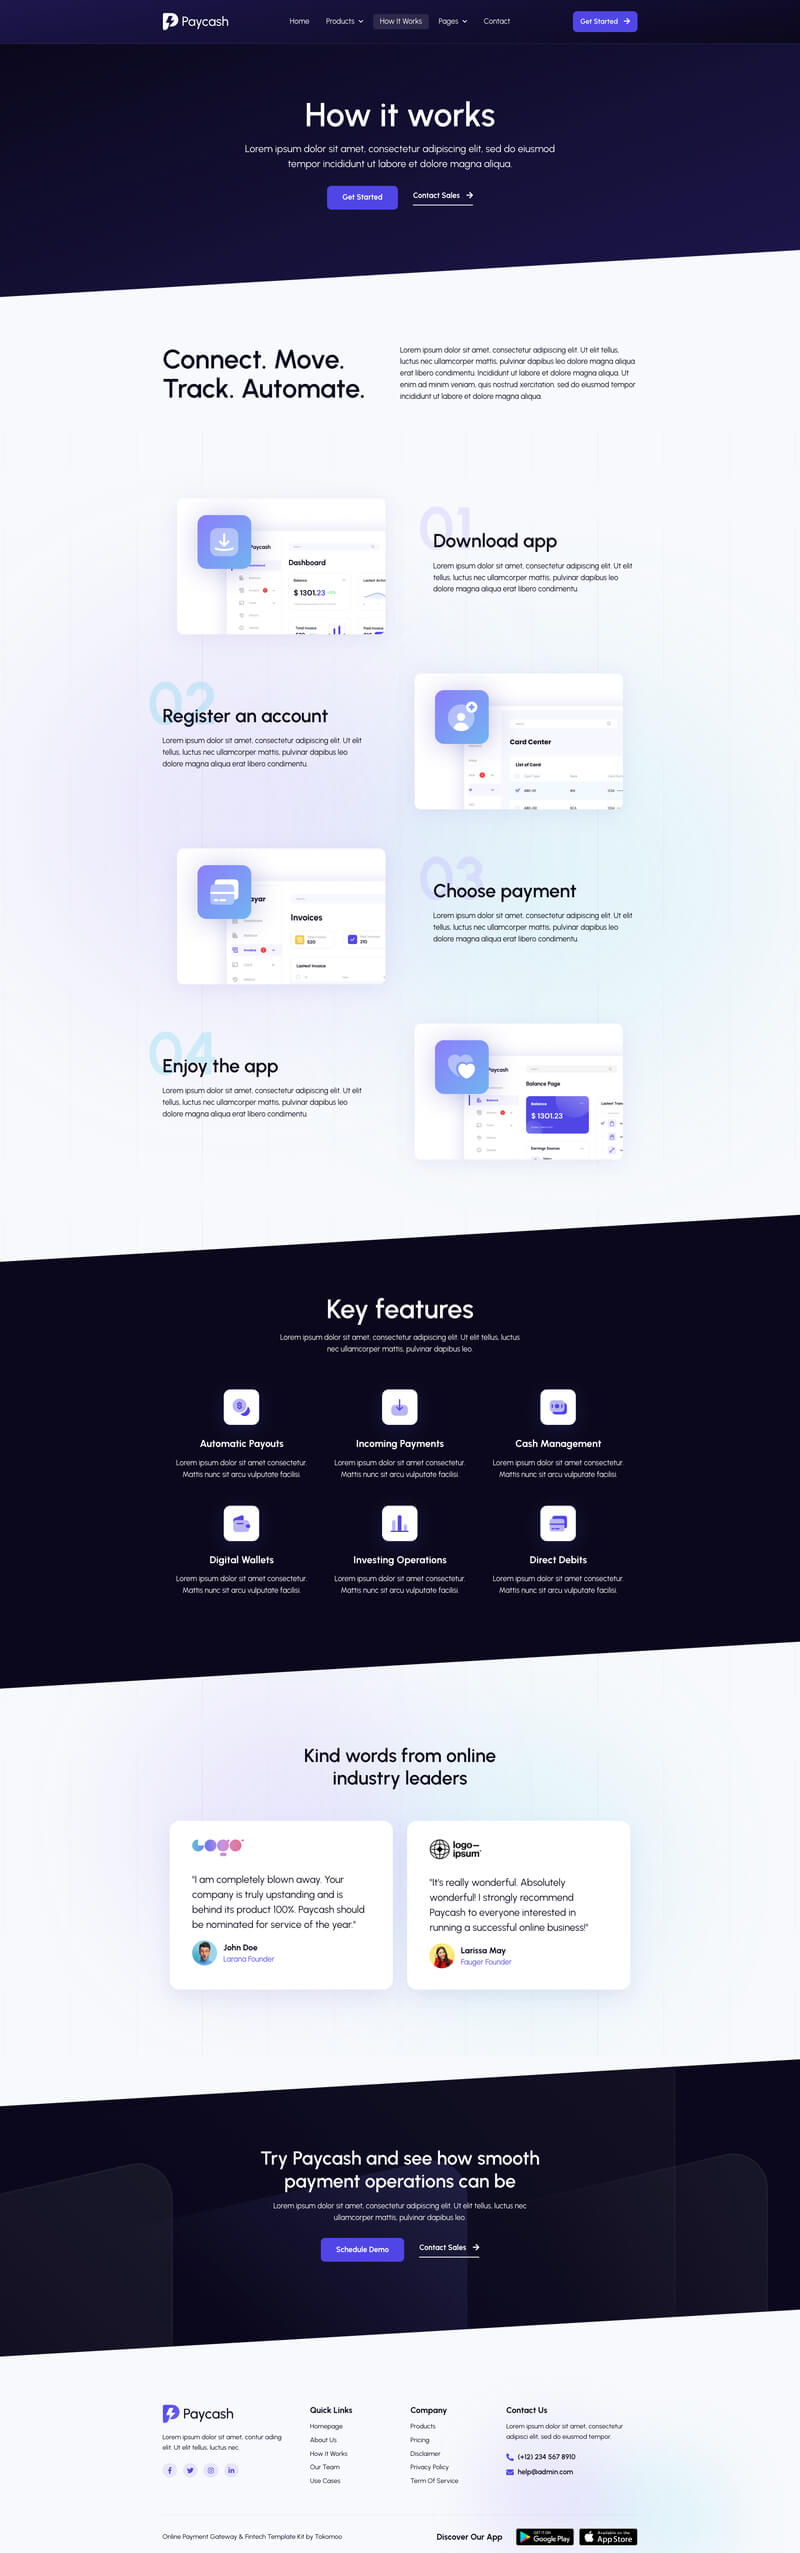 Paycash
Home
Products
How It Works
Pages
Contact
Get Started
How it works
Lorem ipsum dolor sit amet, consectetur adipiscing elit, sed do eiusmod
tempor incididunt ut labore et dolore magna aliqua.
Get Started
Contact Sales
Connect. Move.
Track. Automate.
Lorem ipsum dolor sit amet, consectetur adipiscing elit. Ut elit tellus,
luctus nec ullamcorper mattis, pulvinar dapibus leo dolore magna aliqua
erat libero condimentu. Incididunt ut labore et dolore magna aliqua. Ut
enim ad minim veniam, quis nostrud xercitation, sed do eiusmod tempor
incididunt ut labore et dolore magna aliqua.
Paycash
Dashboard
Balance
$ 1301.23
Total Invoice
Paid Invoice
01
Download app
Lorem ipsum dolor sit amet, consectetur adipiscing elit. Ut elit
tellus, luctus nec ullamcorper mattis, pulvinar dapibus leo
dolore magna aliqua erat libero condimentu.
02
Register an account
Lorem ipsum dolor sit amet, consectetur adipiscing elit. Ut elit
tellus, luctus nec ullamcorper mattis, pulvinar dapibus leo
dolore magna aliqua erat libero condimentu.
Card Center
List of Card
ayar
Invoices
520
210
Invoice
Lastest Invoice
03
Choose payment
Lorem ipsum dolor sit amet, consectetur adipiscing elit. Ut elit
tellus, luctus nec ullamcorper mattis, pulvinar dapibus leo
dolore magna aliqua erat libero condimentu.
04
Enjoy the app
Lorem ipsum dolor sit amet, consectetur adipiscing elit. Ut elit
tellus, luctus nec ullamcorper mattis, pulvinar dapibus leo
dolore magna aliqua erat libero condimentu.
Paycash
Balance Page
Balance
Balance
$ 1301.23
Earnings Sources
Key features
Lorem ipsum dolor sit amet, consectetur adipiscing elit. Ut elit tellus, luctus
nec ullamcorper mattis, pulvinar dapibus leo.
Automatic Payouts
Lorem ipsum dolor sit amet consectetur.
Mattis nunc sit arcu vulputate facilisi.
Incoming Payments
Lorem ipsum dolor sit amet consectetur.
Mattis nunc sit arcu vulputate facilisi.
Cash Management
Lorem ipsum dolor sit amet consectetur.
Mattis nunc sit arcu vulputate facilisi.
Digital Wallets
Lorem ipsum dolor sit amet consectetur.
Mattis nunc sit arcu vulputate facilisi.
Investing Operations
Lorem ipsum dolor sit amet consectetur.
Mattis nunc sit arcu vulputate facilisi.
Direct Debits
Lorem ipsum dolor sit amet consectetur.
Mattis nunc sit arcu vulputate facilisi.
Kind words from online
industry leaders
LOGO
"I am completely blown away. Your
company is truly upstanding and is
behind its product 100%. Paycash should
be nominated for service of the year."
John Doe
Larana Founder
logo—
ipsum
"It's really wonderful. Absolutely
wonderful! I strongly recommend
Paycash to everyone interested in
running a successful online business!"
Larissa May
Fauger Founder
Try Paycash and see how smooth
payment operations can be
Lorem ipsum dolor sit amet, consectetur adipiscing elit. Ut elit tellus, luctus nec
ullamcorper mattis, pulvinar dapibus leo.
Schedule Demo
Contact Sales
Paycash
Lorem ipsum dolor sit amet, contur ading
elit. Ut elit tellus, luctus nec.
Quick Links
Homepage
About Us
How It Works
Our Team
Use Cases
Company
Products
Pricing
Disclaimer
Privacy Policy
Term Of Service
Contact Us
Lorem ipsum dolor sit amet, consectetur
adipisci elit, sed do eiusmod tempor.
(+12) 234 567 8910
help@admin.com
Online Payment Gateway & Fintech Template Kit by Tokomoo
Discover Our App
GET IT ON
Google Play
Available on the
App Store